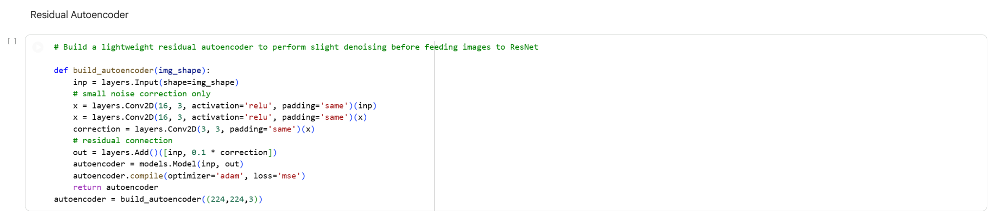 Residual Autoencoder
[ ]
# Build a lightweight residual autoencoder to perform slight denoising before feeding images to ResNet
def build_autoencoder(img_shape):
    inp = layers.Input(shape=img_shape)
    # small noise correction only
    x = layers.Conv2D(16, 3, activation='relu', padding='same')(inp)
    x = layers.Conv2D(16, 3, activation='relu', padding='same')(x)
    correction = layers.Conv2D(3, 3, padding='same')(x)
    # residual connection
    out = layers.Add()([inp, 0.1 * correction])
    autoencoder = models.Model(inp, out)
    autoencoder.compile(optimizer='adam', loss='mse')
    return autoencoder
autoencoder = build_autoencoder((224,224,3))